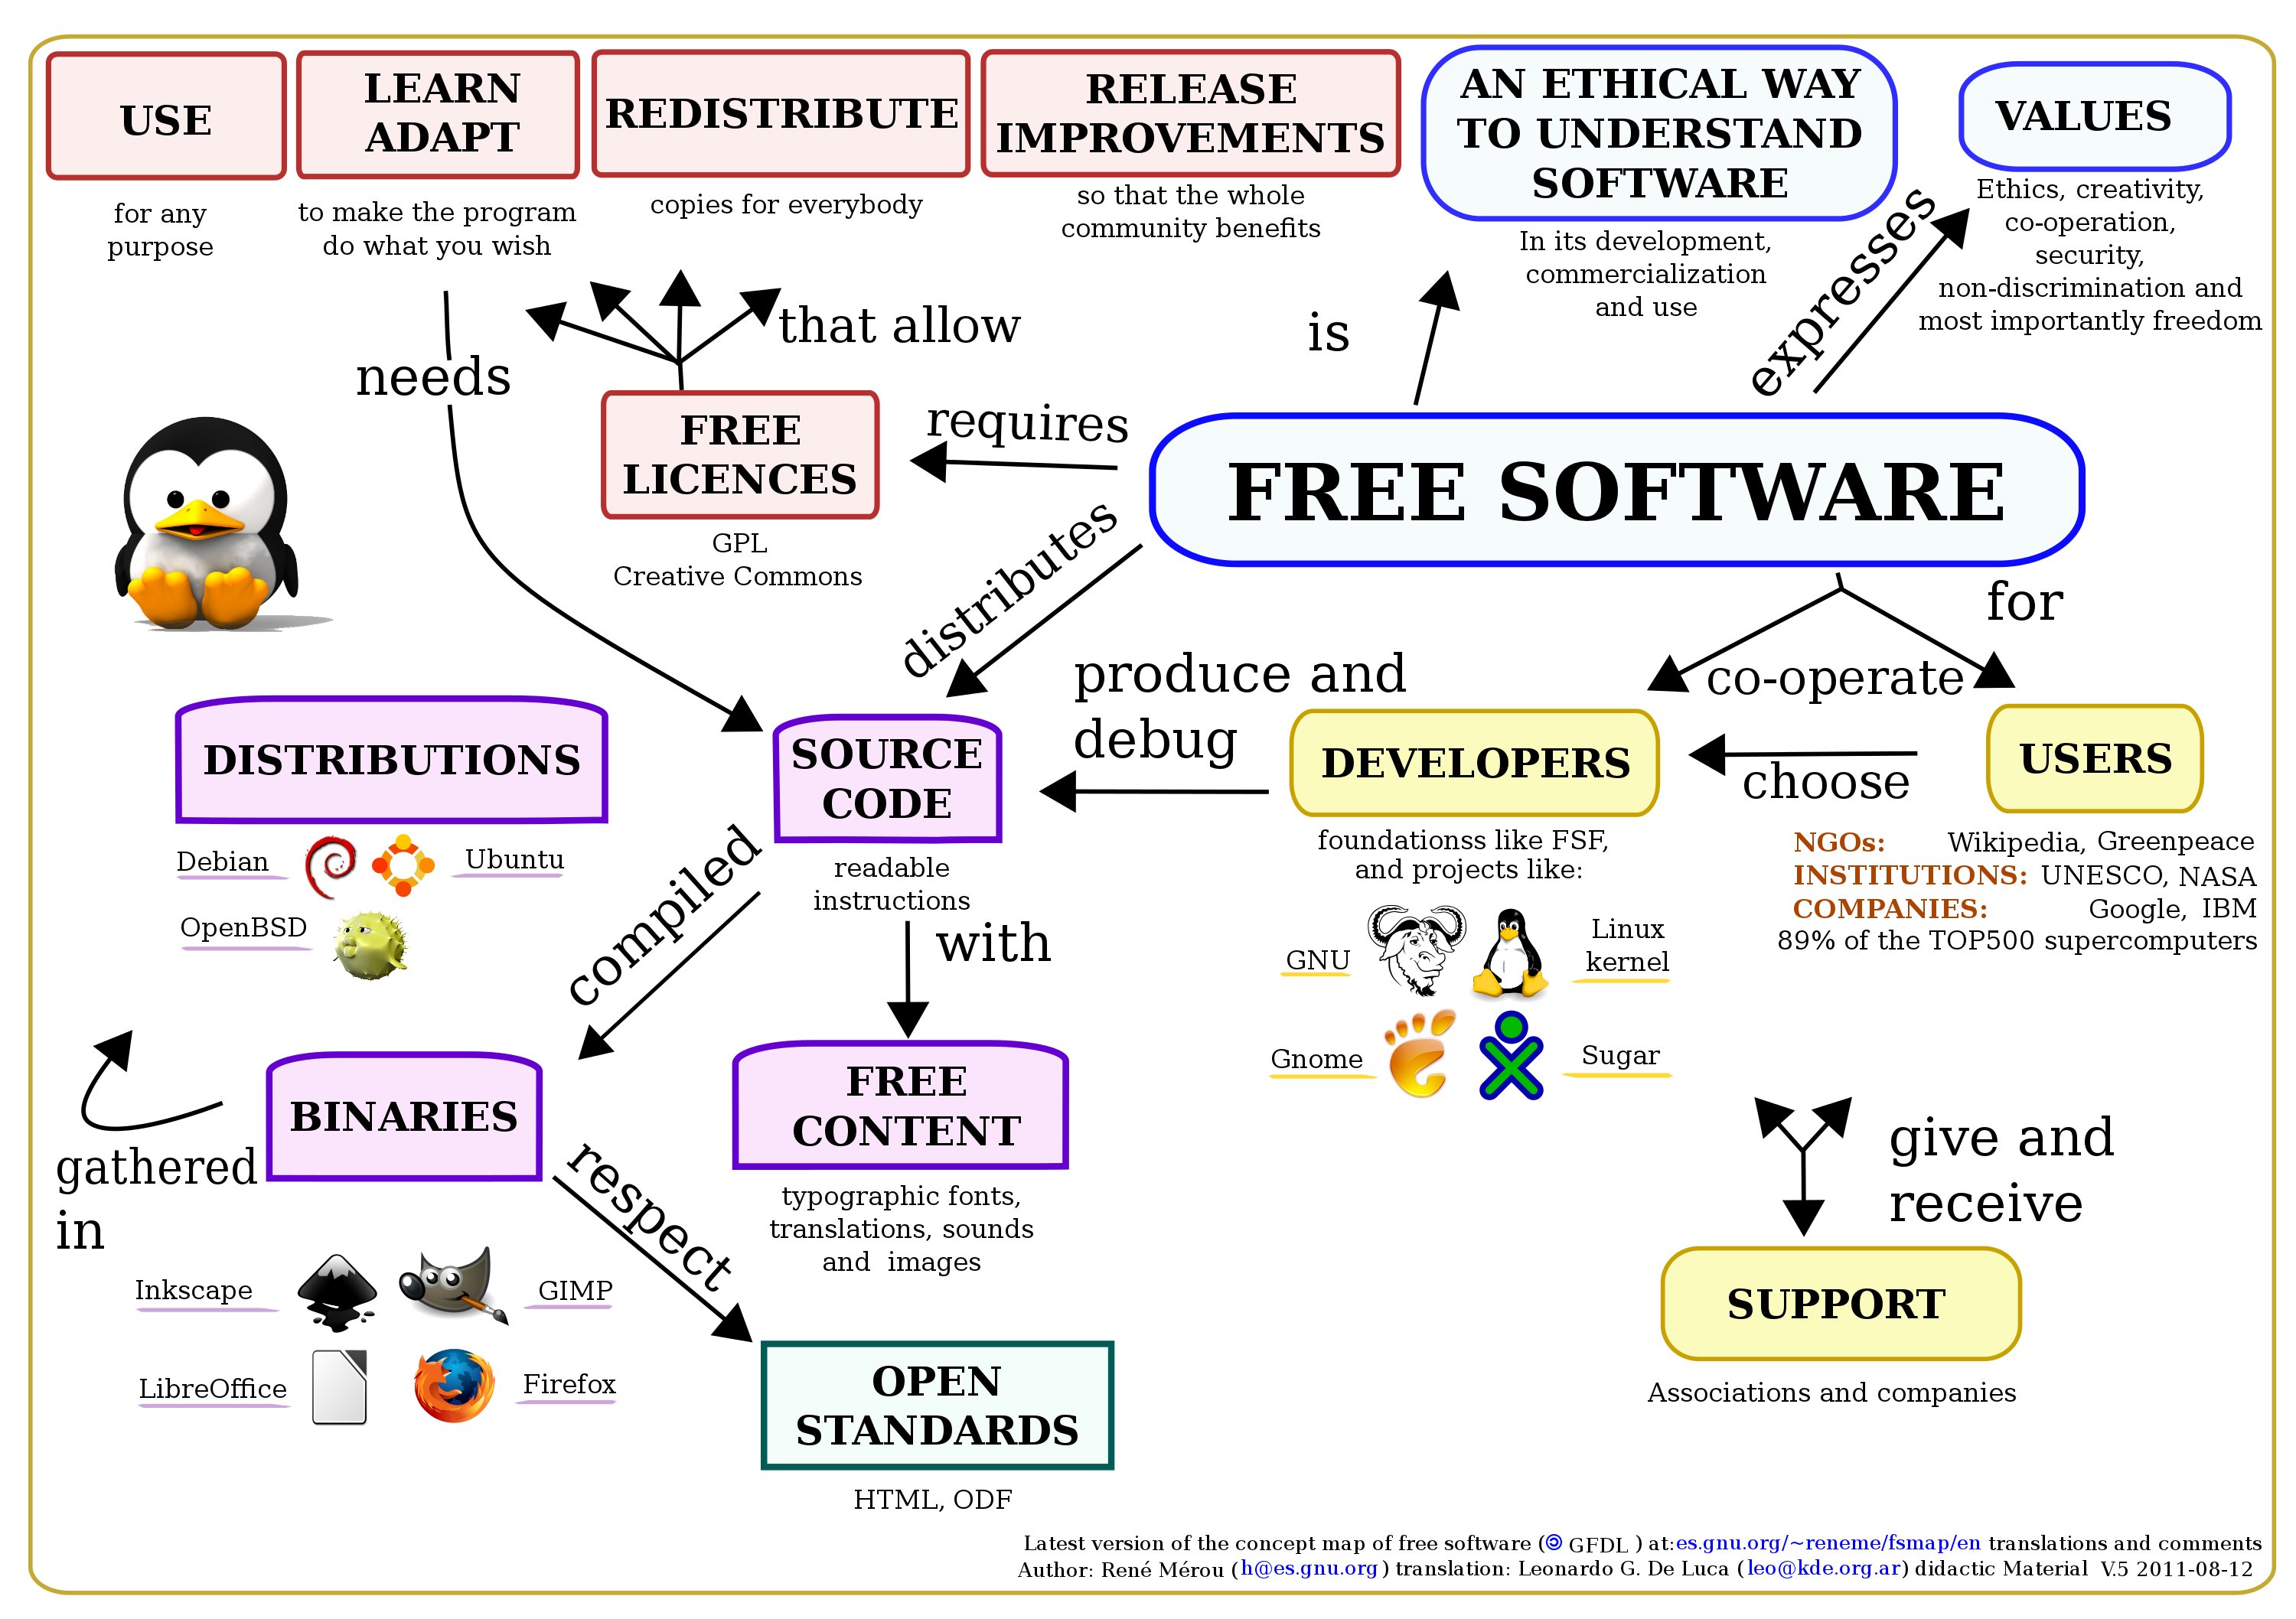 USE
for any
purpose
LEARN
ADAPT
to make the program
do what you wish
REDISTRIBUTE
copies for everybody
RELEASE
IMPROVEMENTS
so that the whole
community benefits
AN ETHICAL WAY
TO UNDERSTAND
SOFTWARE
In its development,
commercialization
and use
VALUES
Ethics, creativity,
co-operation,
security,
non-discrimination and
most importantly freedom
needs
that allow
is
expresses
FREE
LICENCES
GPL
Creative Commons
requires
FREE SOFTWARE
distributes
for
co-operate
produce and
debug
DISTRIBUTIONS
Debian
Ubuntu
OpenBSD
SOURCE
CODE
readable
instructions
DEVELOPERS
foundationss like FSF,
and projects like:
GNU
Linux
kernel
Gnome
Sugar
choose
USERS
NGOs: Wikipedia, Greenpeace
INSTITUTIONS: UNESCO, NASA
COMPANIES: Google, IBM
89% of the TOP500 supercomputers
compiled
with
BINARIES
gathered
in
Inkscape
GIMP
LibreOffice
Firefox
respect
FREE
CONTENT
typographic fonts,
translations, sounds
and images
give and
receive
SUPPORT
Associations and companies
OPEN
STANDARDS
HTML, ODF
Latest version of the concept map of free software (🄯 GFDL ) at:es.gnu.org/~reneme/fsmap/en translations and comments
Author: René Mérou (h@es.gnu.org) translation: Leonardo G. De Luca (leo@kde.org.ar) didactic Material V.5 2011-08-12